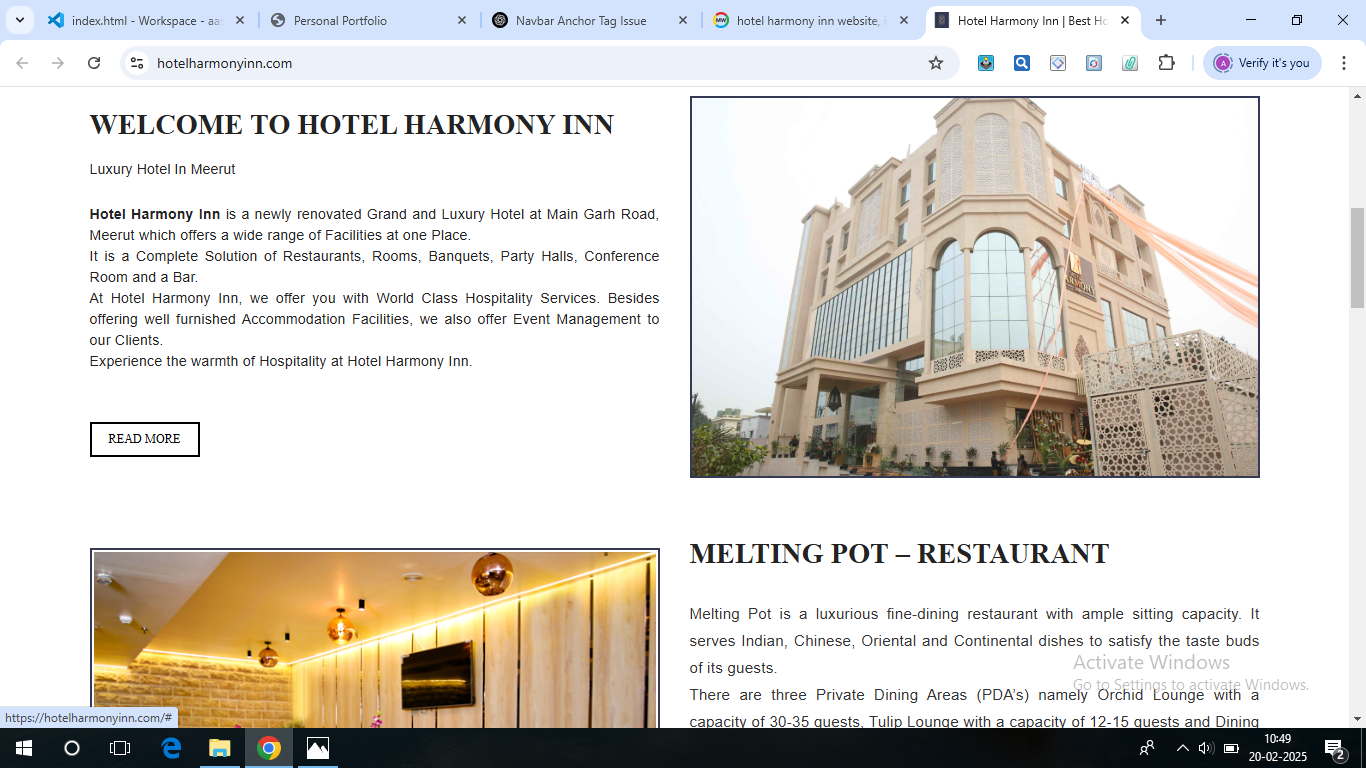 index.html - Workspace - aa
Personal Portfolio
Navbar Anchor Tag Issue
hotel harmony inn website, i
Hotel Harmony Inn | Best Ho
hotelharmonyinn.com
Verify it's you
WELCOME TO HOTEL HARMONY INN
Luxury Hotel In Meerut
Hotel Harmony Inn is a newly renovated Grand and Luxury Hotel at Main Garh Road,
Meerut which offers a wide range of Facilities at one Place.
It is a Complete Solution of Restaurants, Rooms, Banquets, Party Halls, Conference
Room and a Bar.
At Hotel Harmony Inn, we offer you with World Class Hospitality Services. Besides
offering well furnished Accommodation Facilities, we also offer Event Management to
our Clients.
Experience the warmth of Hospitality at Hotel Harmony Inn.
READ MORE
HARMONY
MELTING POT – RESTAURANT
Melting Pot is a luxurious fine-dining restaurant with ample sitting capacity. It
serves Indian, Chinese, Oriental and Continental dishes to satisfy the taste buds
of its guests.
There are three Private Dining Areas (PDA's) namely Orchid Lounge with a
capacity of 30-35 guests, Tulip Lounge with a capacity of 12-15 guests and Dining
Activate Windows
Go to Settings to activate Windows.
https://hotelharmonyinn.com/#
10:49
20-02-2025
2